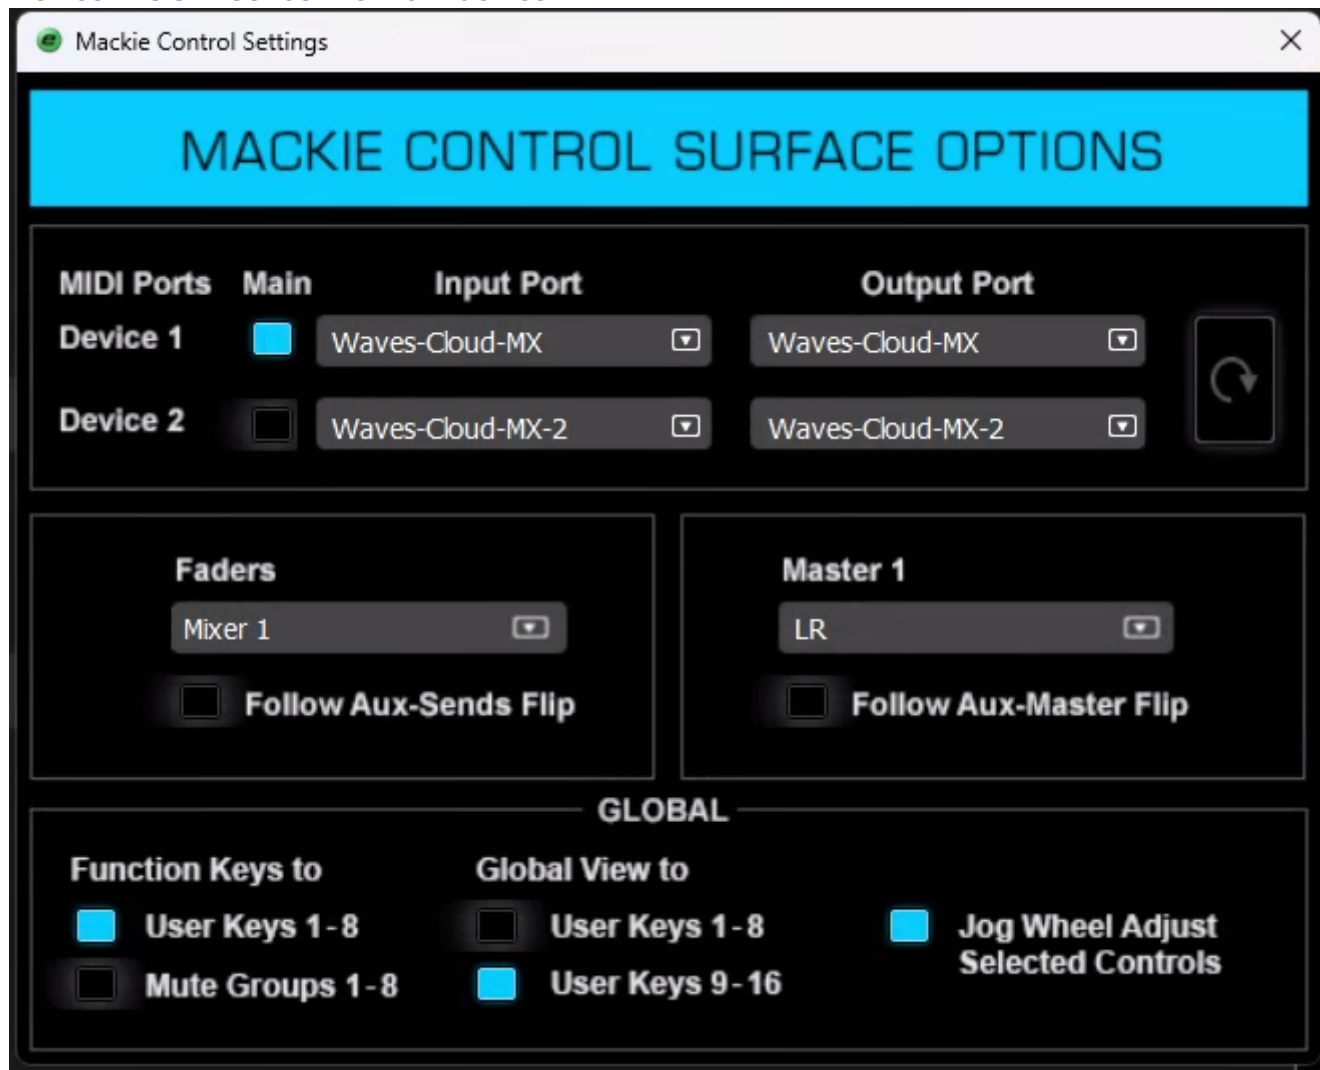 Mackie Control Settings
MACKIE CONTROL SURFACE OPTIONS
MIDI Ports Main Input Port Output Port
Device 1 Waves-Cloud-MX Waves-Cloud-MX
Device 2 Waves-Cloud-MX-2 Waves-Cloud-MX-2
Faders
Mixer 1
Follow Aux-Sends Flip
Master 1
LR
Follow Aux-Master Flip
GLOBAL
Function Keys to
User Keys 1-8
Mute Groups 1-8
Global View to
User Keys 1-8
User Keys 9-16
Jog Wheel Adjust
Selected Controls